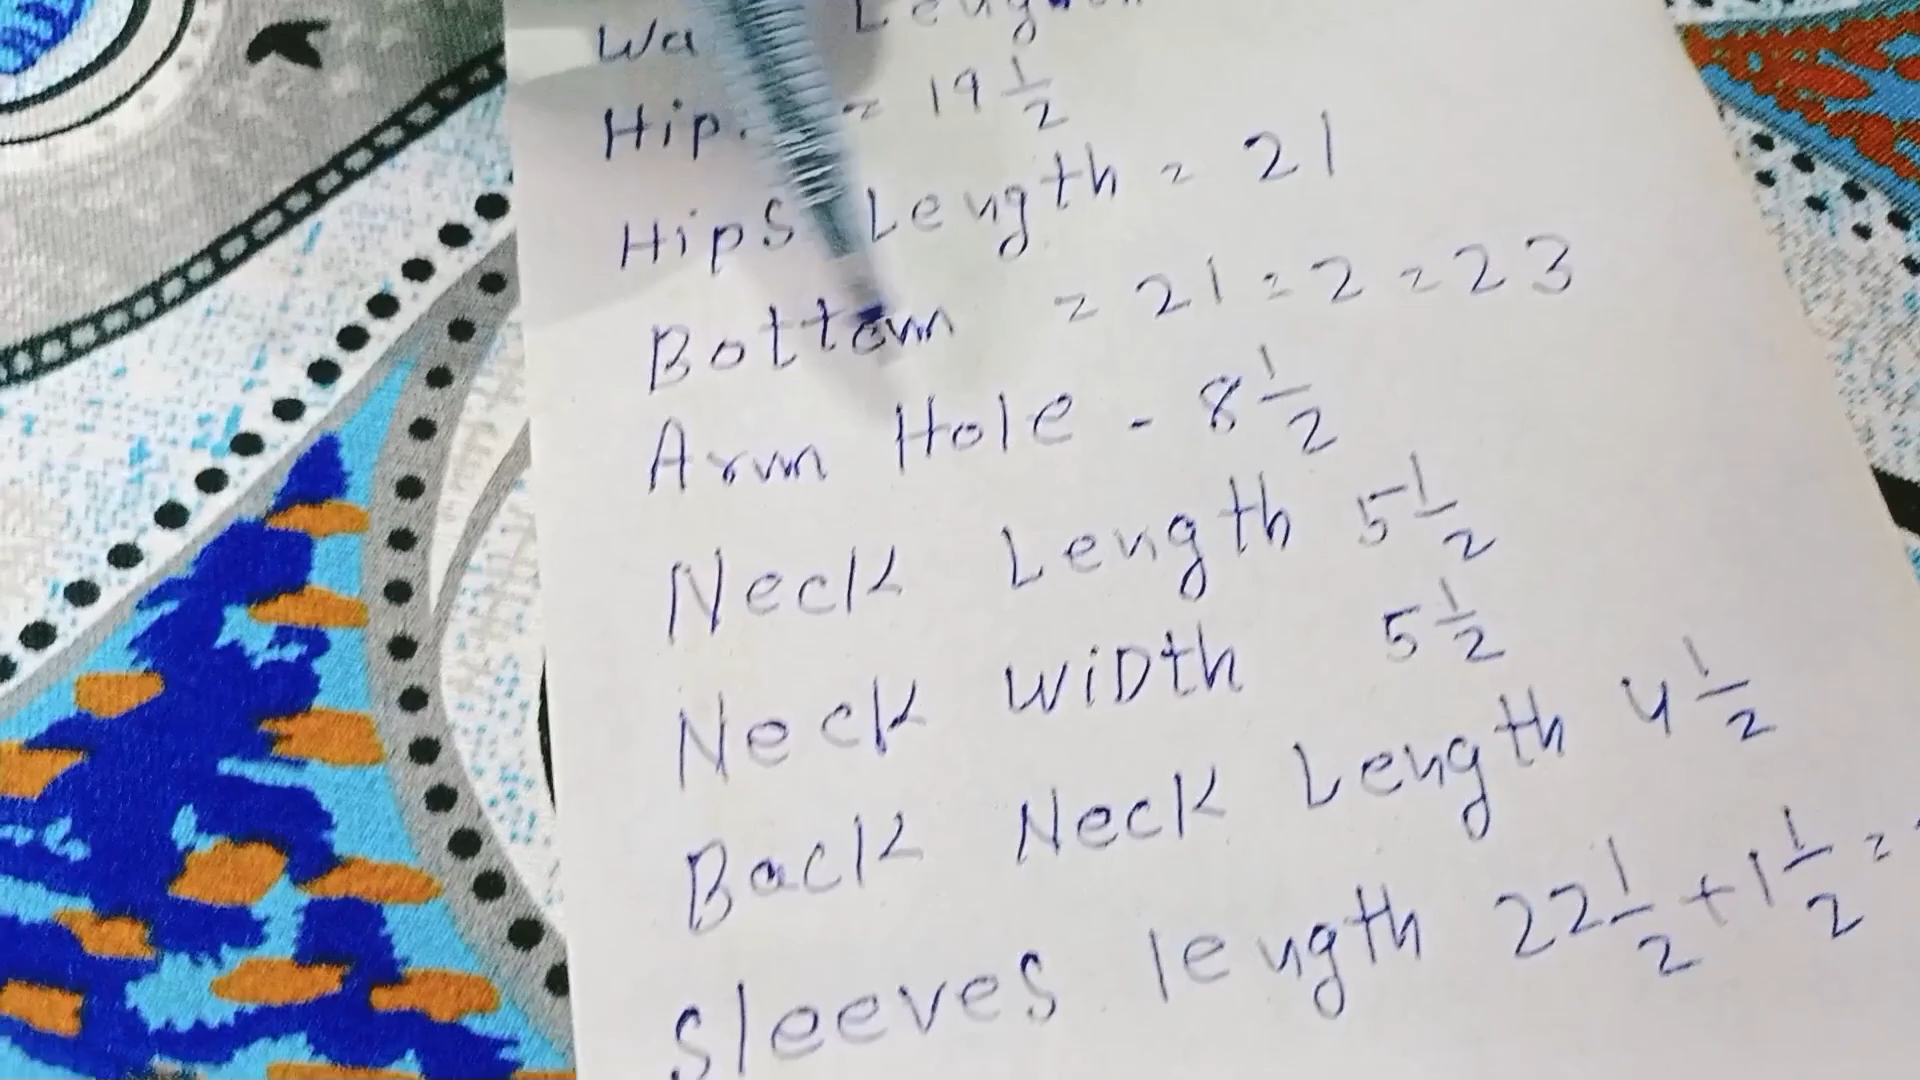 Length
Hip = 19 1/2
Hips Length = 21
Bottom = 21 = 2 = 23
Arm Hole - 8 1/2
Neck Length 5 1/2
Neck WiDth 5 1/2
Back Neck Length 4 1/2
Sleeves length 22 1/2 + 1 1/2 =